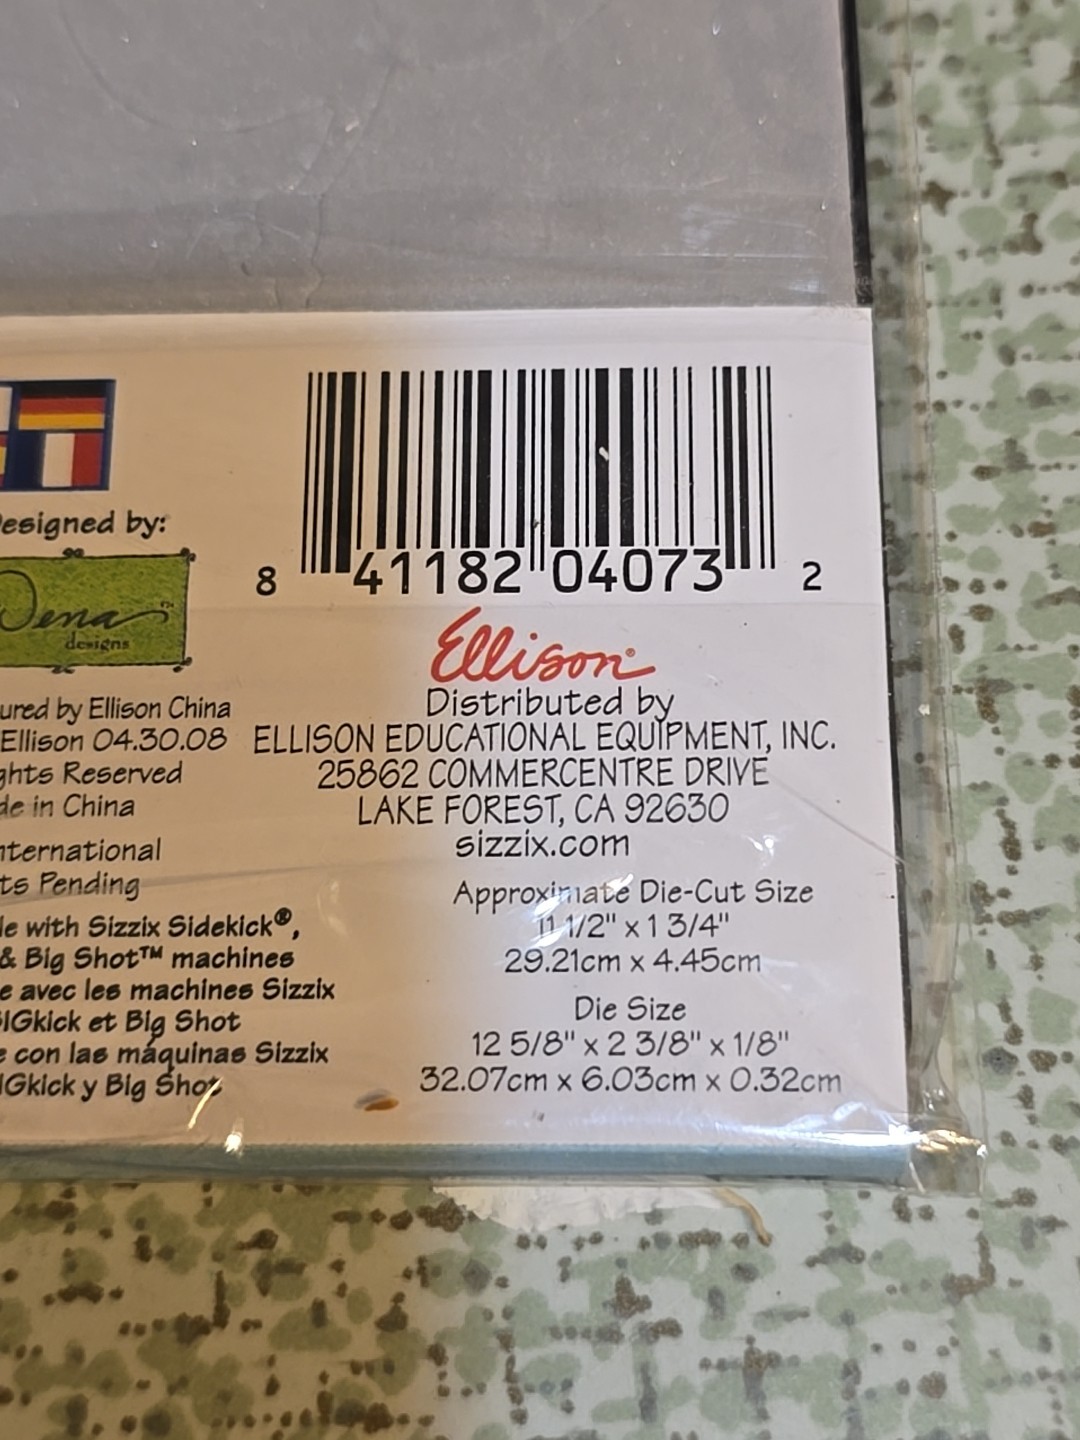 esigned by:
Dena™
designs
ured by Ellison China
Ellison 04.30.08
ghts Reserved
de in China
nternational
ts Pending
le with Sizzix Sidekick®,
& Big Shot™ machines
e avec les machines Sizzix
IGkick et Big Shot
e con las máquinas Sizzix
IGkick y Big Shot
8 41182 04073 2
Ellison®
Distributed by
ELLISON EDUCATIONAL EQUIPMENT, INC.
25862 COMMERCENTRE DRIVE
LAKE FOREST, CA 92630
sizzix.com
Approximate Die-Cut Size
11 1/2" x 1 3/4"
29.21cm x 4.45cm
Die Size
12 5/8" x 2 3/8" x 1/8"
32.07cm x 6.03cm x 0.32cm